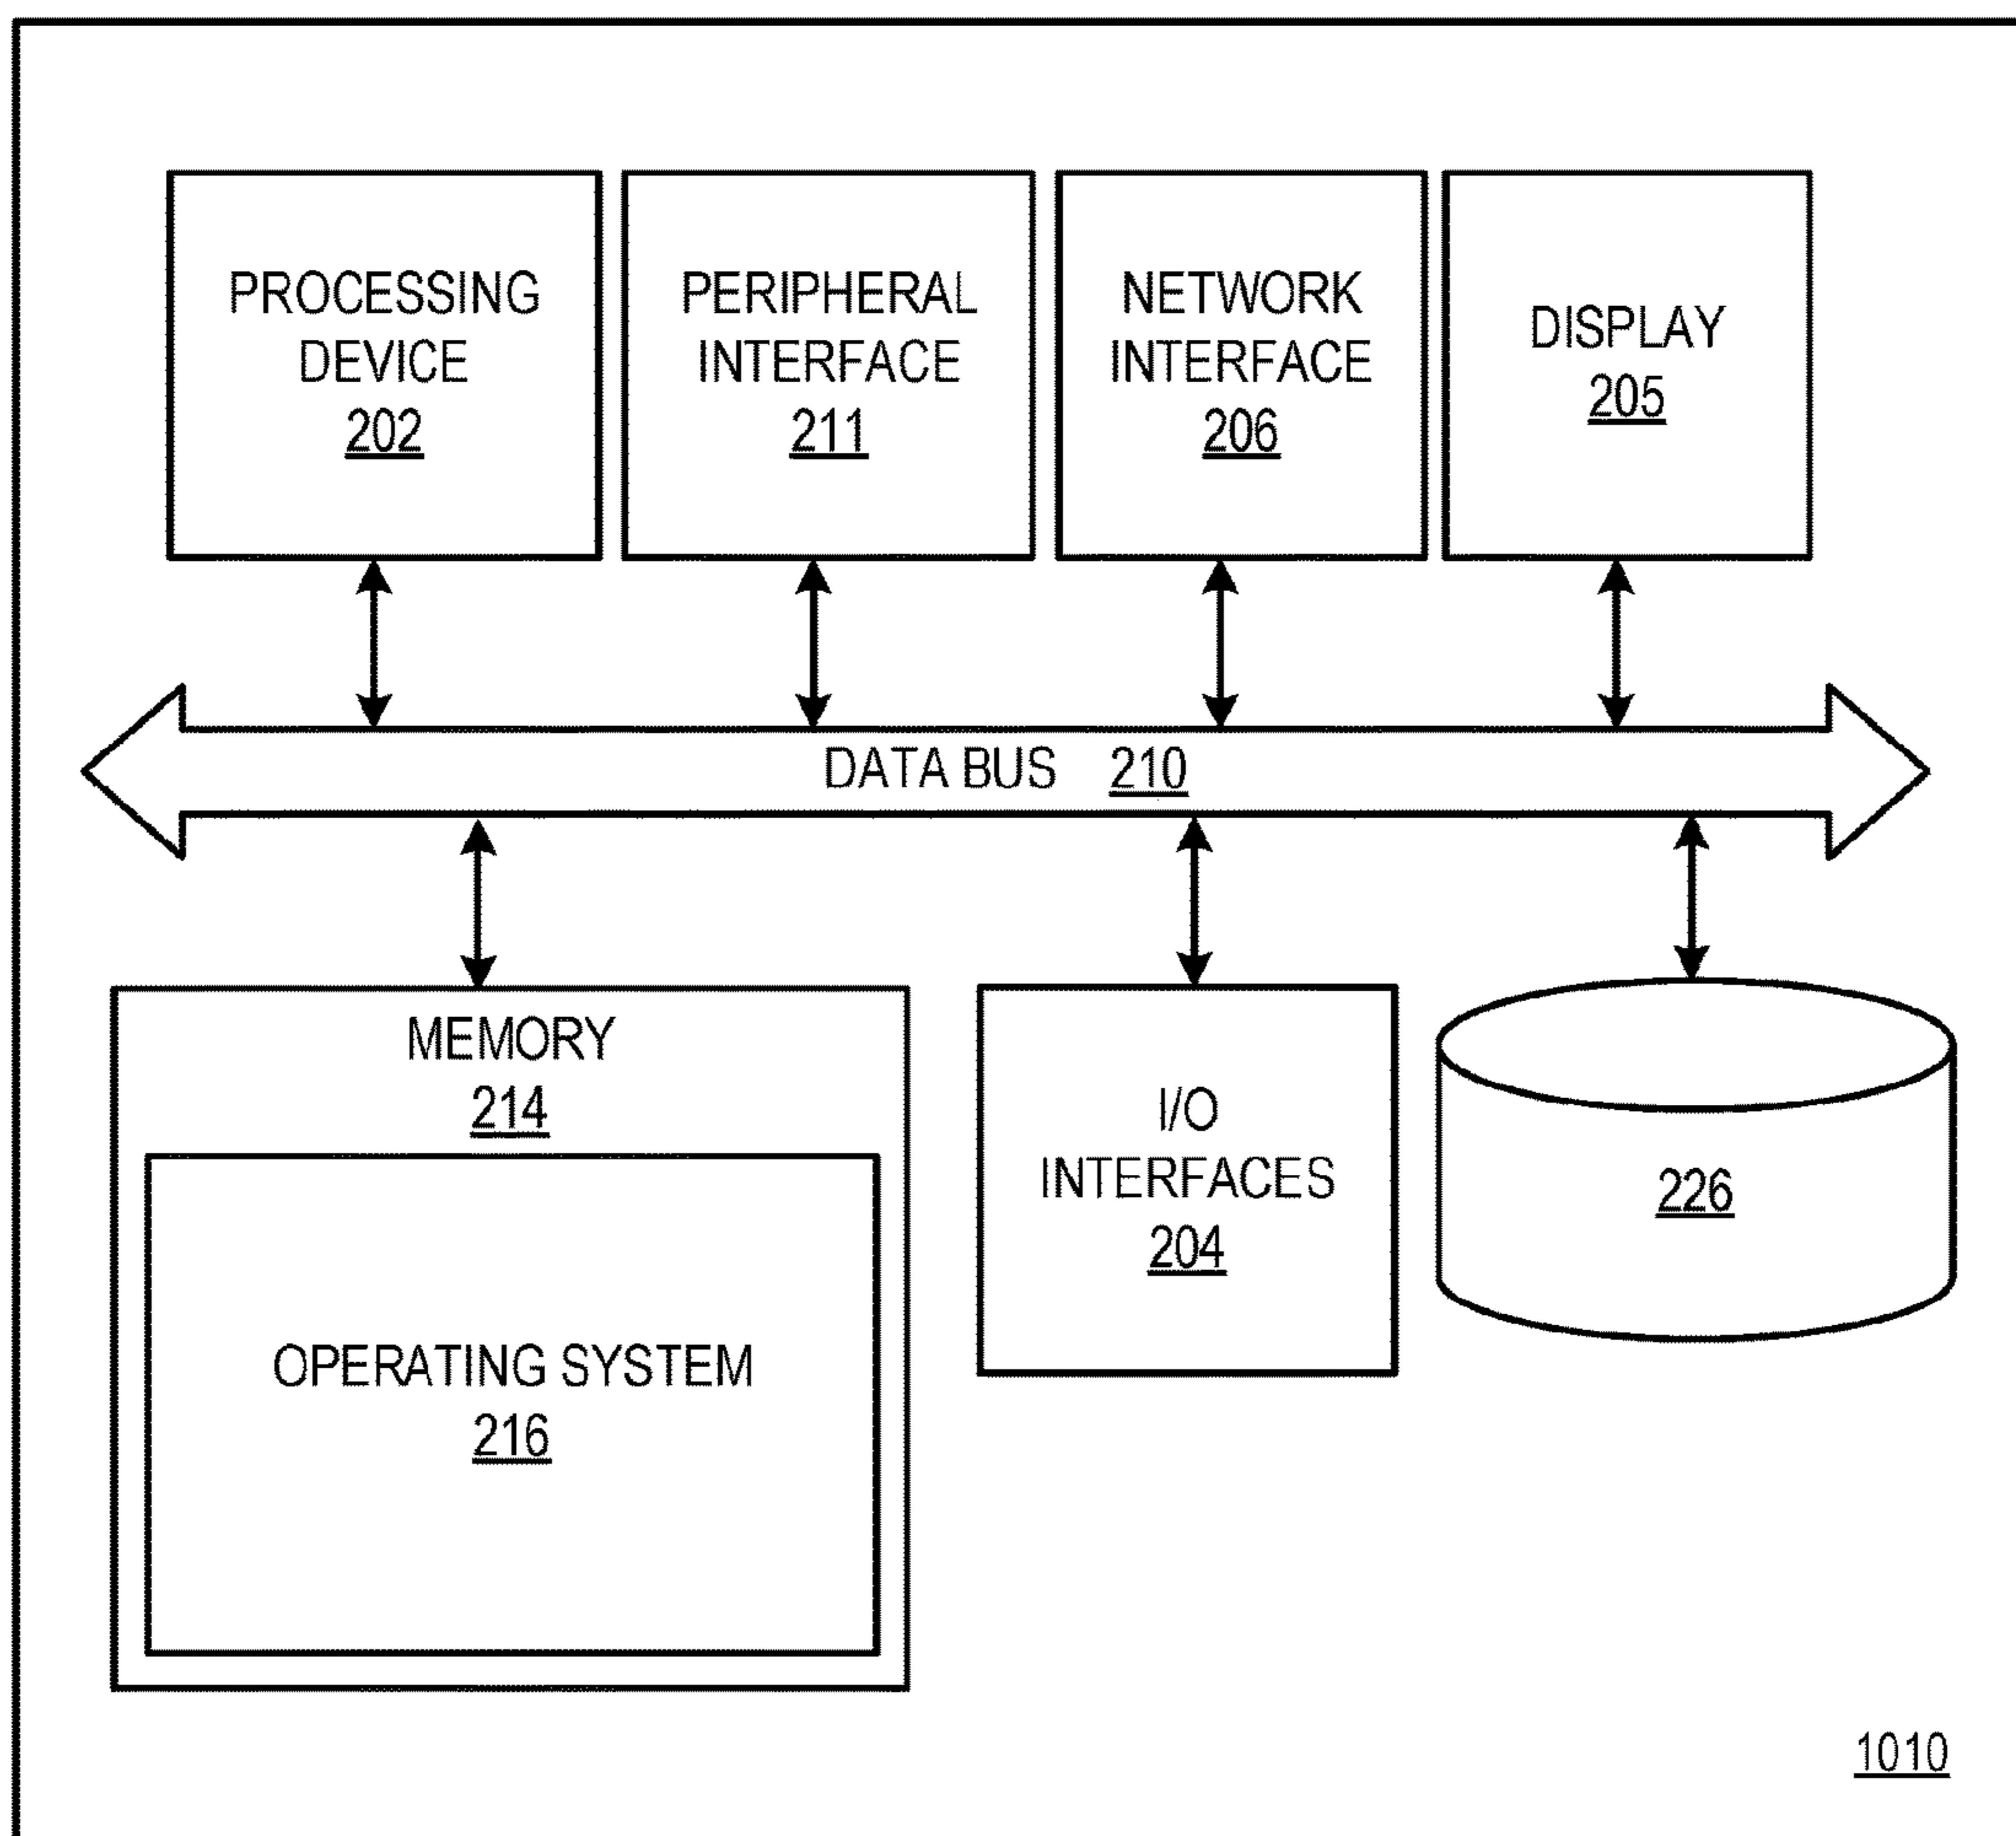 PROCESSING
DEVICE
202
PERIPHERAL
INTERFACE
211
NETWORK
INTERFACE
206
DISPLAY
205
DATA BUS 210
MEMORY
214
OPERATING SYSTEM
216
I/O
INTERFACES
204
226
1010